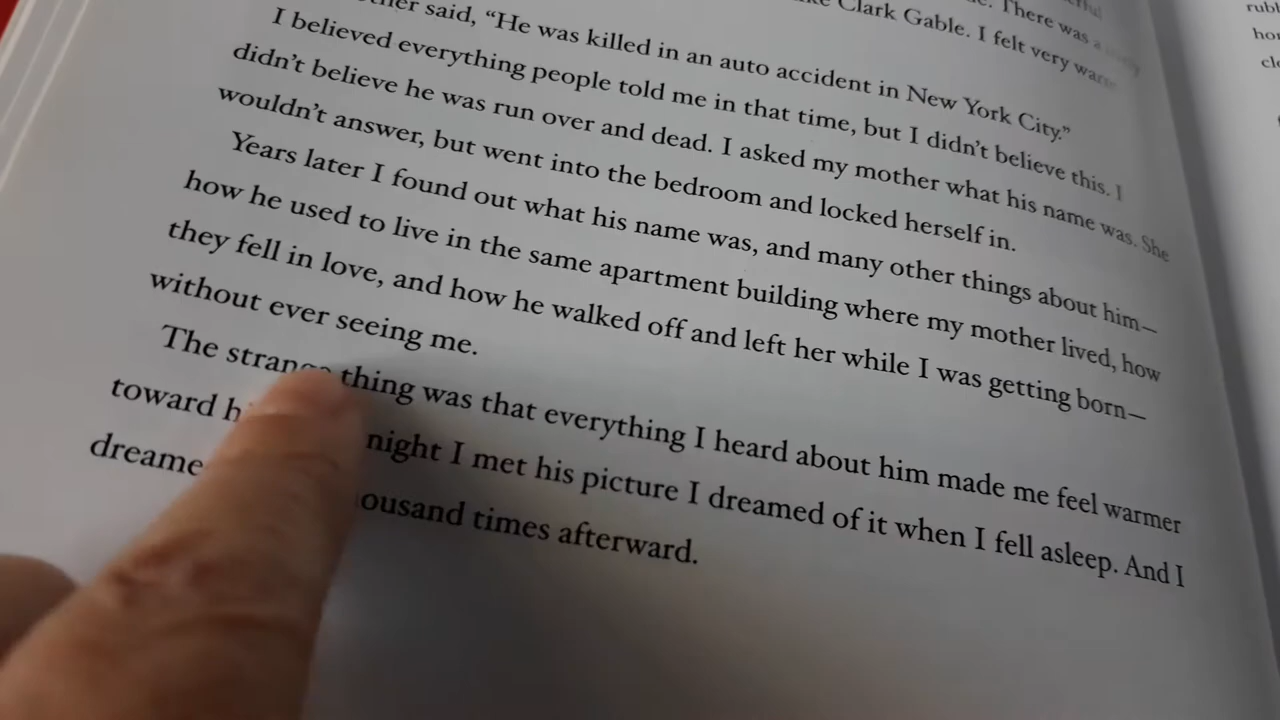 There was a
Clark Gable. I felt very warm
said, "He was killed in an auto accident in New York City."
I believed everything people told me in that time, but I didn't believe this. I
didn't believe he was run over and dead. I asked my mother what his name was. She
wouldn't answer, but went into the bedroom and locked herself in.
Years later I found out what his name was, and many other things about him—
how he used to live in the same apartment building where my mother lived, how
they fell in love, and how he walked off and left her while I was getting born—
without ever seeing me.
The strange thing was that everything I heard about him made me feel warmer
toward night I met his picture I dreamed of it when I fell asleep. And I
times afterward.